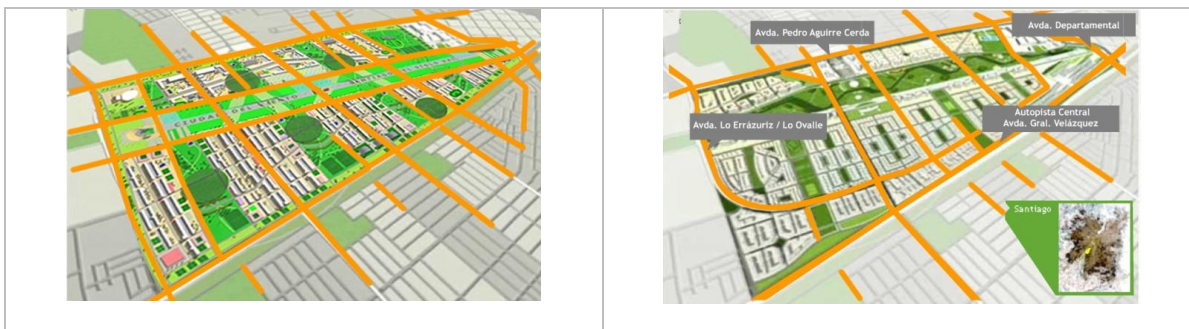 Avda. Pedro Aguirre Cerda
Avda. Departamental
Avda. Lo Errázuriz / Lo Ovalle
Autopista Central
Avda. Gral. Velázquez
Santiago